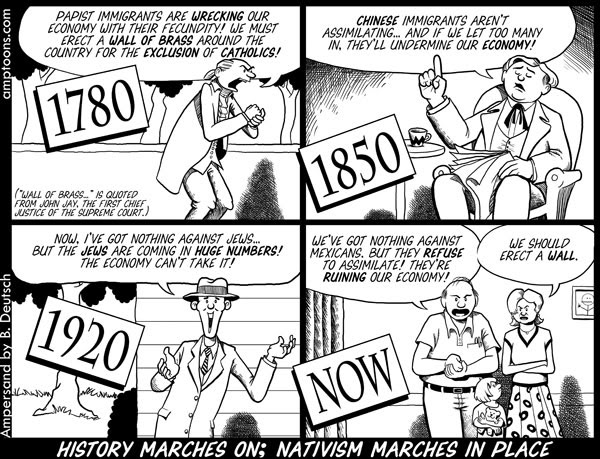 PAPIST IMMIGRANTS ARE WRECKING OUR
ECONOMY WITH THEIR FECUNDITY! WE MUST
ERECT A WALL OF BRASS AROUND THE
COUNTRY FOR THE EXCLUSION OF CATHOLICS!
1780
("WALL OF BRASS..." IS QUOTED
FROM JOHN JAY, THE FIRST CHIEF
JUSTICE OF THE SUPREME COURT.)
CHINESE IMMIGRANTS AREN'T
ASSIMILATING... AND IF WE LET TOO MANY
IN, THEY'LL UNDERMINE OUR ECONOMY!
1850
NOW, I'VE GOT NOTHING AGAINST JEWS...
BUT THE JEWS ARE COMING IN HUGE NUMBERS!
THE ECONOMY CAN'T TAKE IT!
1920
WE'VE GOT NOTHING AGAINST
MEXICANS. BUT THEY REFUSE
TO ASSIMILATE! THEY'RE
RUINING OUR ECONOMY!
WE SHOULD
ERECT A WALL.
NOW
HISTORY MARCHES ON; NATIVISM MARCHES IN PLACE
amptoons.com
Ampersand by B. Deutsch